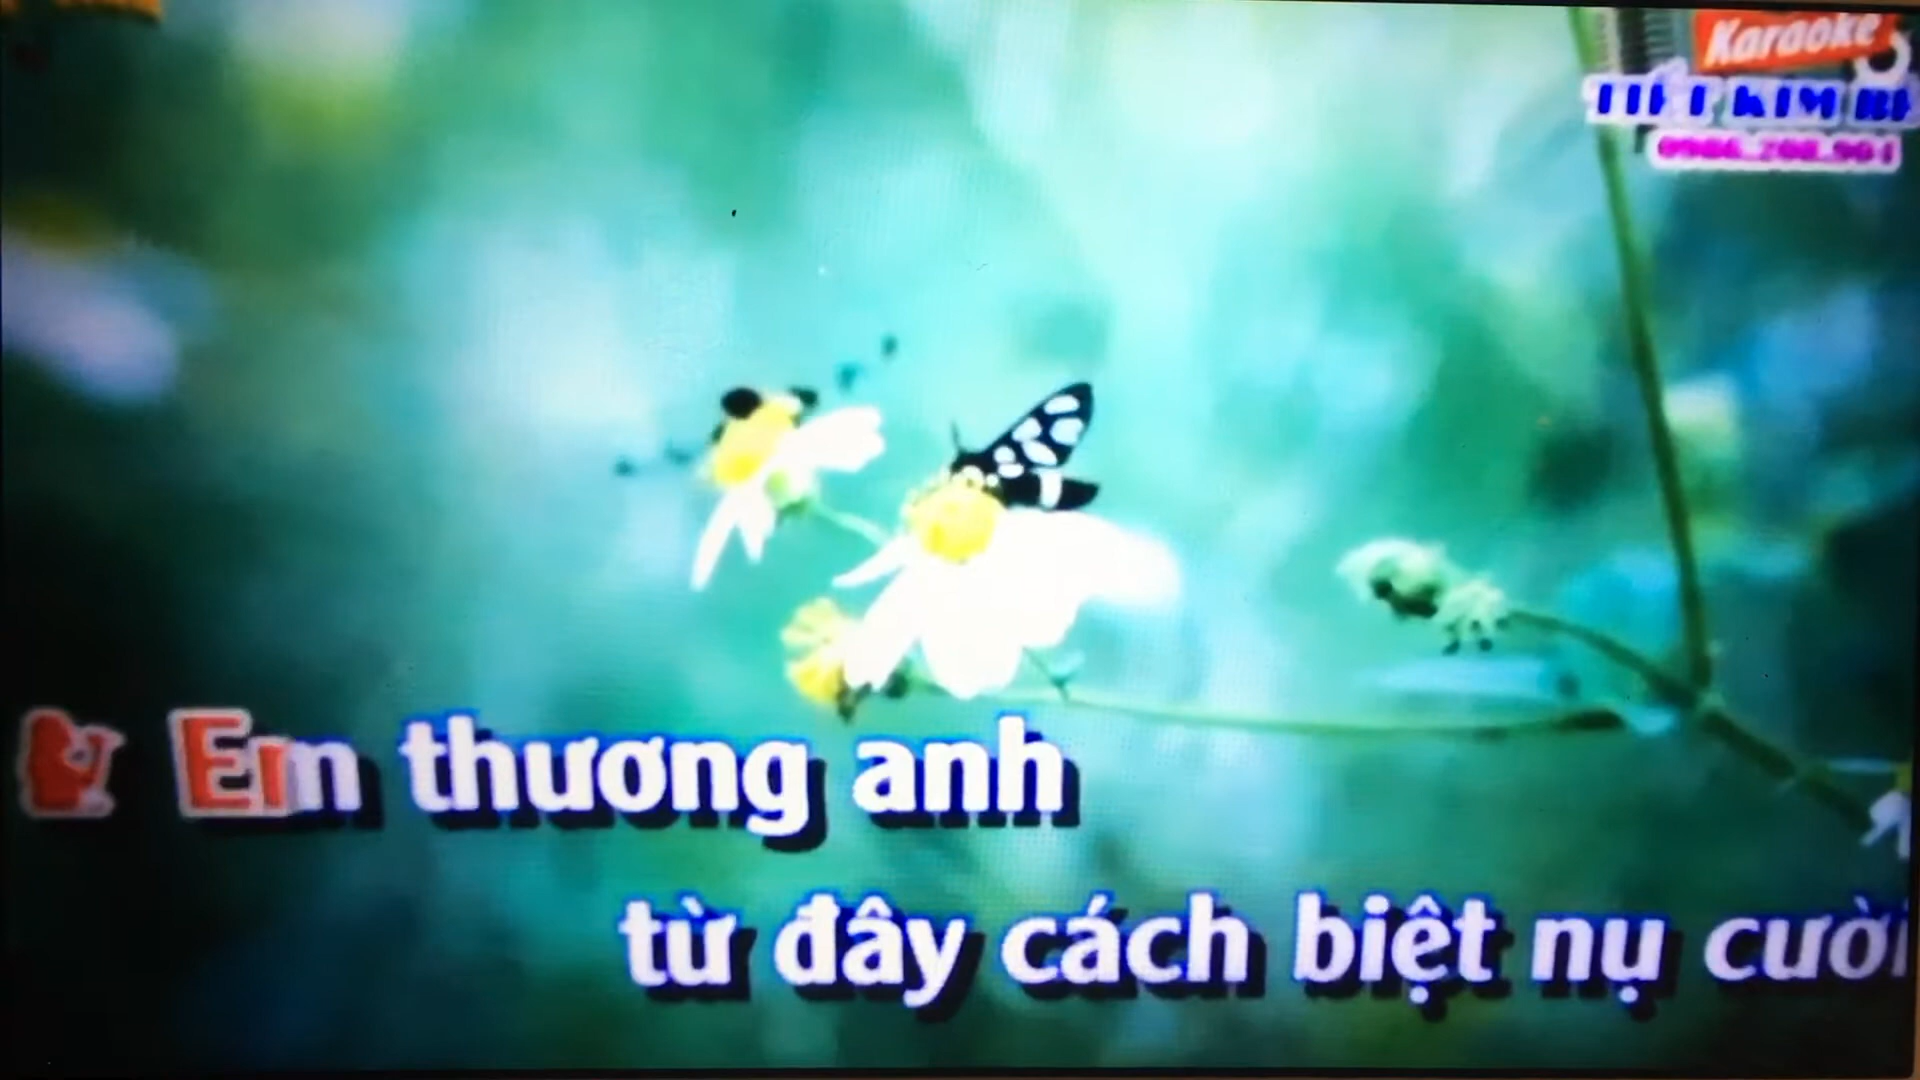 Karaoke
Em thương anh
từ đây cách biệt nụ cười